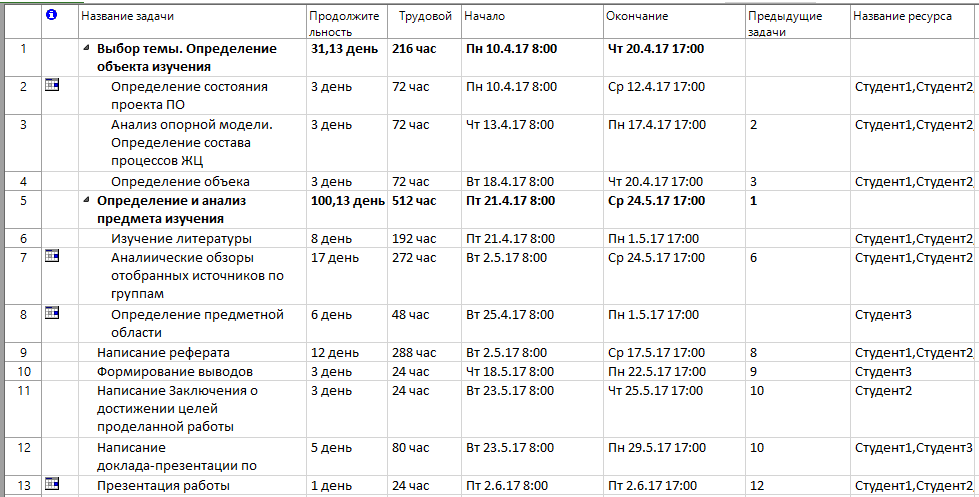 Название задачи Продолжите Трудовой Начало Окончание Предыдущие Название ресурса
льность задачи
1 Выбор темы. Определение 31,13 день 216 час Пн 10.4.17 8:00 Чт 20.4.17 17:00
объекта изучения
2 Определение состояния 3 день 72 час Пн 10.4.17 8:00 Ср 12.4.17 17:00 Студент1,Студент2
проекта ПО
3 Анализ опорной модели. 3 день 72 час Чт 13.4.17 8:00 Пн 17.4.17 17:00 2 Студент1,Студент2
Определение состава
процессов ЖЦ
4 Определение объека 3 день 72 час Вт 18.4.17 8:00 Чт 20.4.17 17:00 3 Студент1,Студент2
5 Определение и анализ 100,13 день 512 час Пт 21.4.17 8:00 Ср 24.5.17 17:00 1
предмета изучения
6 Изучение литературы 8 день 192 час Пт 21.4.17 8:00 Пн 1.5.17 17:00 Студент1,Студент2
7 Аналиические обзоры 17 день 272 час Вт 2.5.17 8:00 Ср 24.5.17 17:00 6 Студент1,Студент2
отобранных источников по
группам
8 Определение предметной 6 день 48 час Вт 25.4.17 8:00 Пн 1.5.17 17:00 Студент3
области
9 Написание реферата 12 день 288 час Вт 2.5.17 8:00 Ср 17.5.17 17:00 8 Студент1,Студент2
10 Формирование выводов 3 день 24 час Чт 18.5.17 8:00 Пн 22.5.17 17:00 9 Студент3
11 Написание Заключения о 3 день 24 час Вт 23.5.17 8:00 Чт 25.5.17 17:00 10 Студент2
достижении целей
проделанной работы
12 Написание 5 день 80 час Вт 23.5.17 8:00 Пн 29.5.17 17:00 10 Студент1,Студент3
доклада-презентации по
13 Презентация работы 1 день 24 час Пт 2.6.17 8:00 Пт 2.6.17 17:00 12 Студент1,Студент2